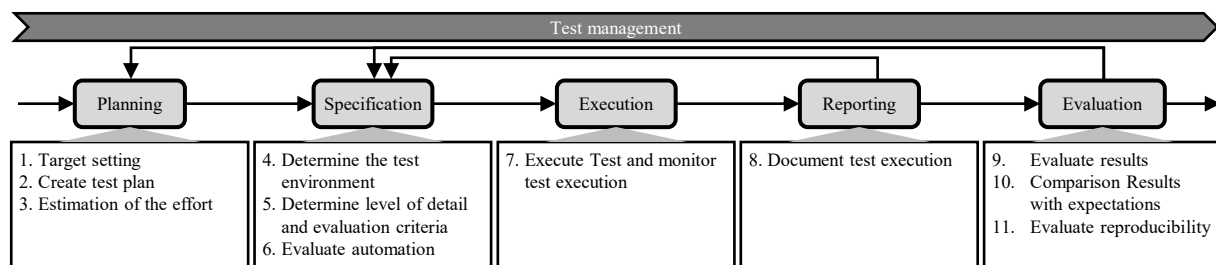 Test management
Planning
Specification
Execution
Reporting
Evaluation
1. Target setting
2. Create test plan
3. Estimation of the effort
4. Determine the test
environment
5. Determine level of detail
and evaluation criteria
6. Evaluate automation
7. Execute Test and monitor
test execution
8. Document test execution
9. Evaluate results
10. Comparison Results
with expectations
11. Evaluate reproducibility